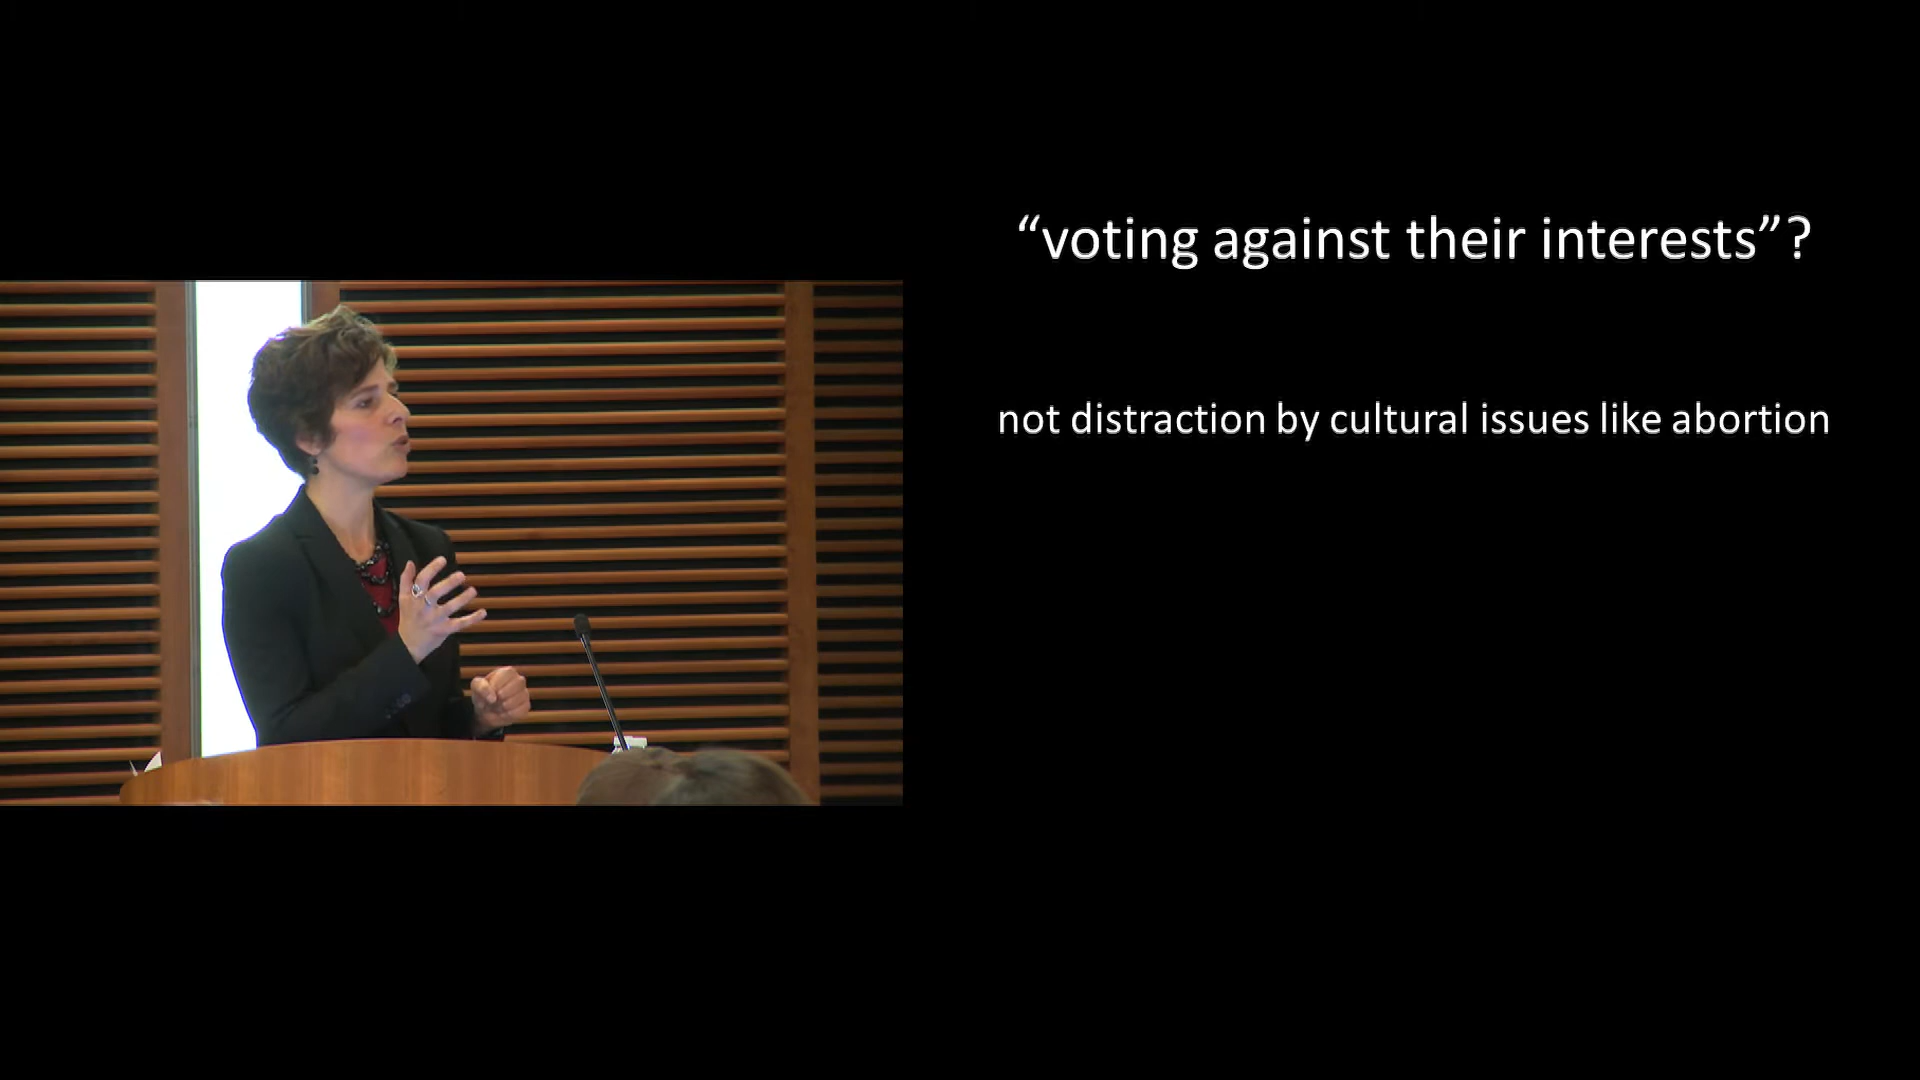 “voting against their interests”?
not distraction by cultural issues like abortion